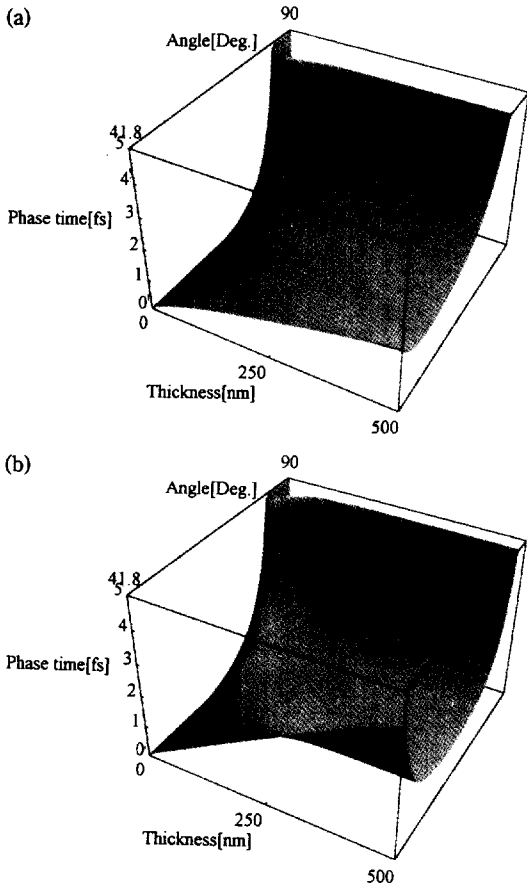 (a)
90
Angle[Deg.]
41.8
5
4
3
Phase time[fs]
2
1
0
0
250
Thickness[nm]
500
(b)
90
Angle[Deg.]
41.8
5
4
3
Phase time[fs]
2
1
0
0
250
Thickness[nm]
500